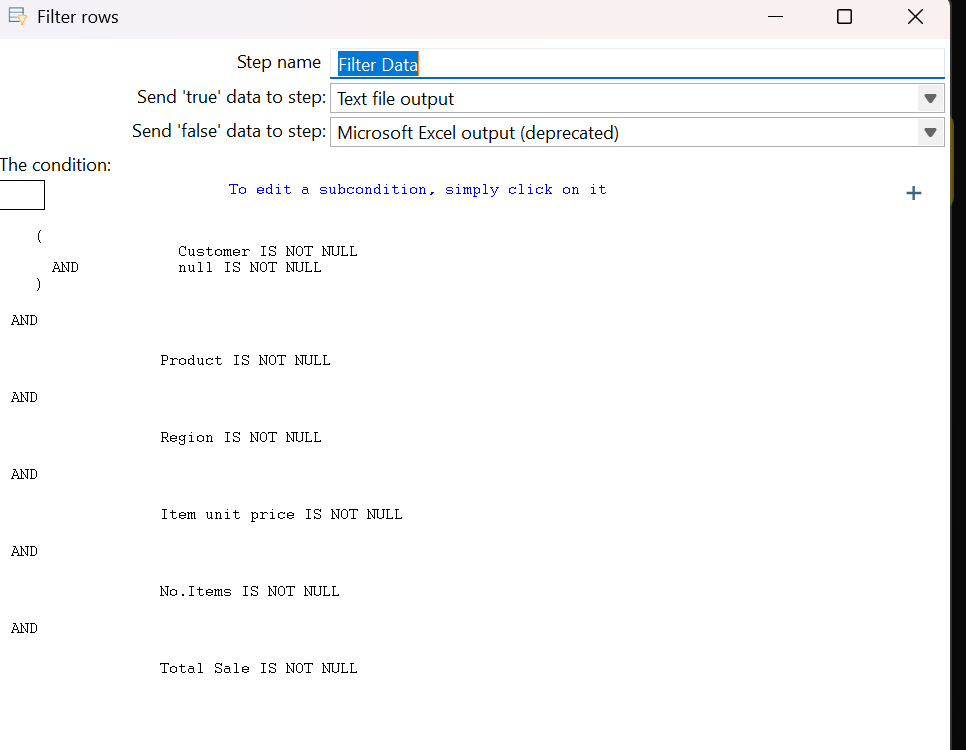 Filter rows
Step name Filter Data
Send 'true' data to step: Text file output
Send 'false' data to step: Microsoft Excel output (deprecated)
The condition:
To edit a subcondition, simply click on it +
(
Customer IS NOT NULL
AND null IS NOT NULL
)
AND
Product IS NOT NULL
AND
Region IS NOT NULL
AND
Item unit price IS NOT NULL
AND
No.Items IS NOT NULL
AND
Total Sale IS NOT NULL